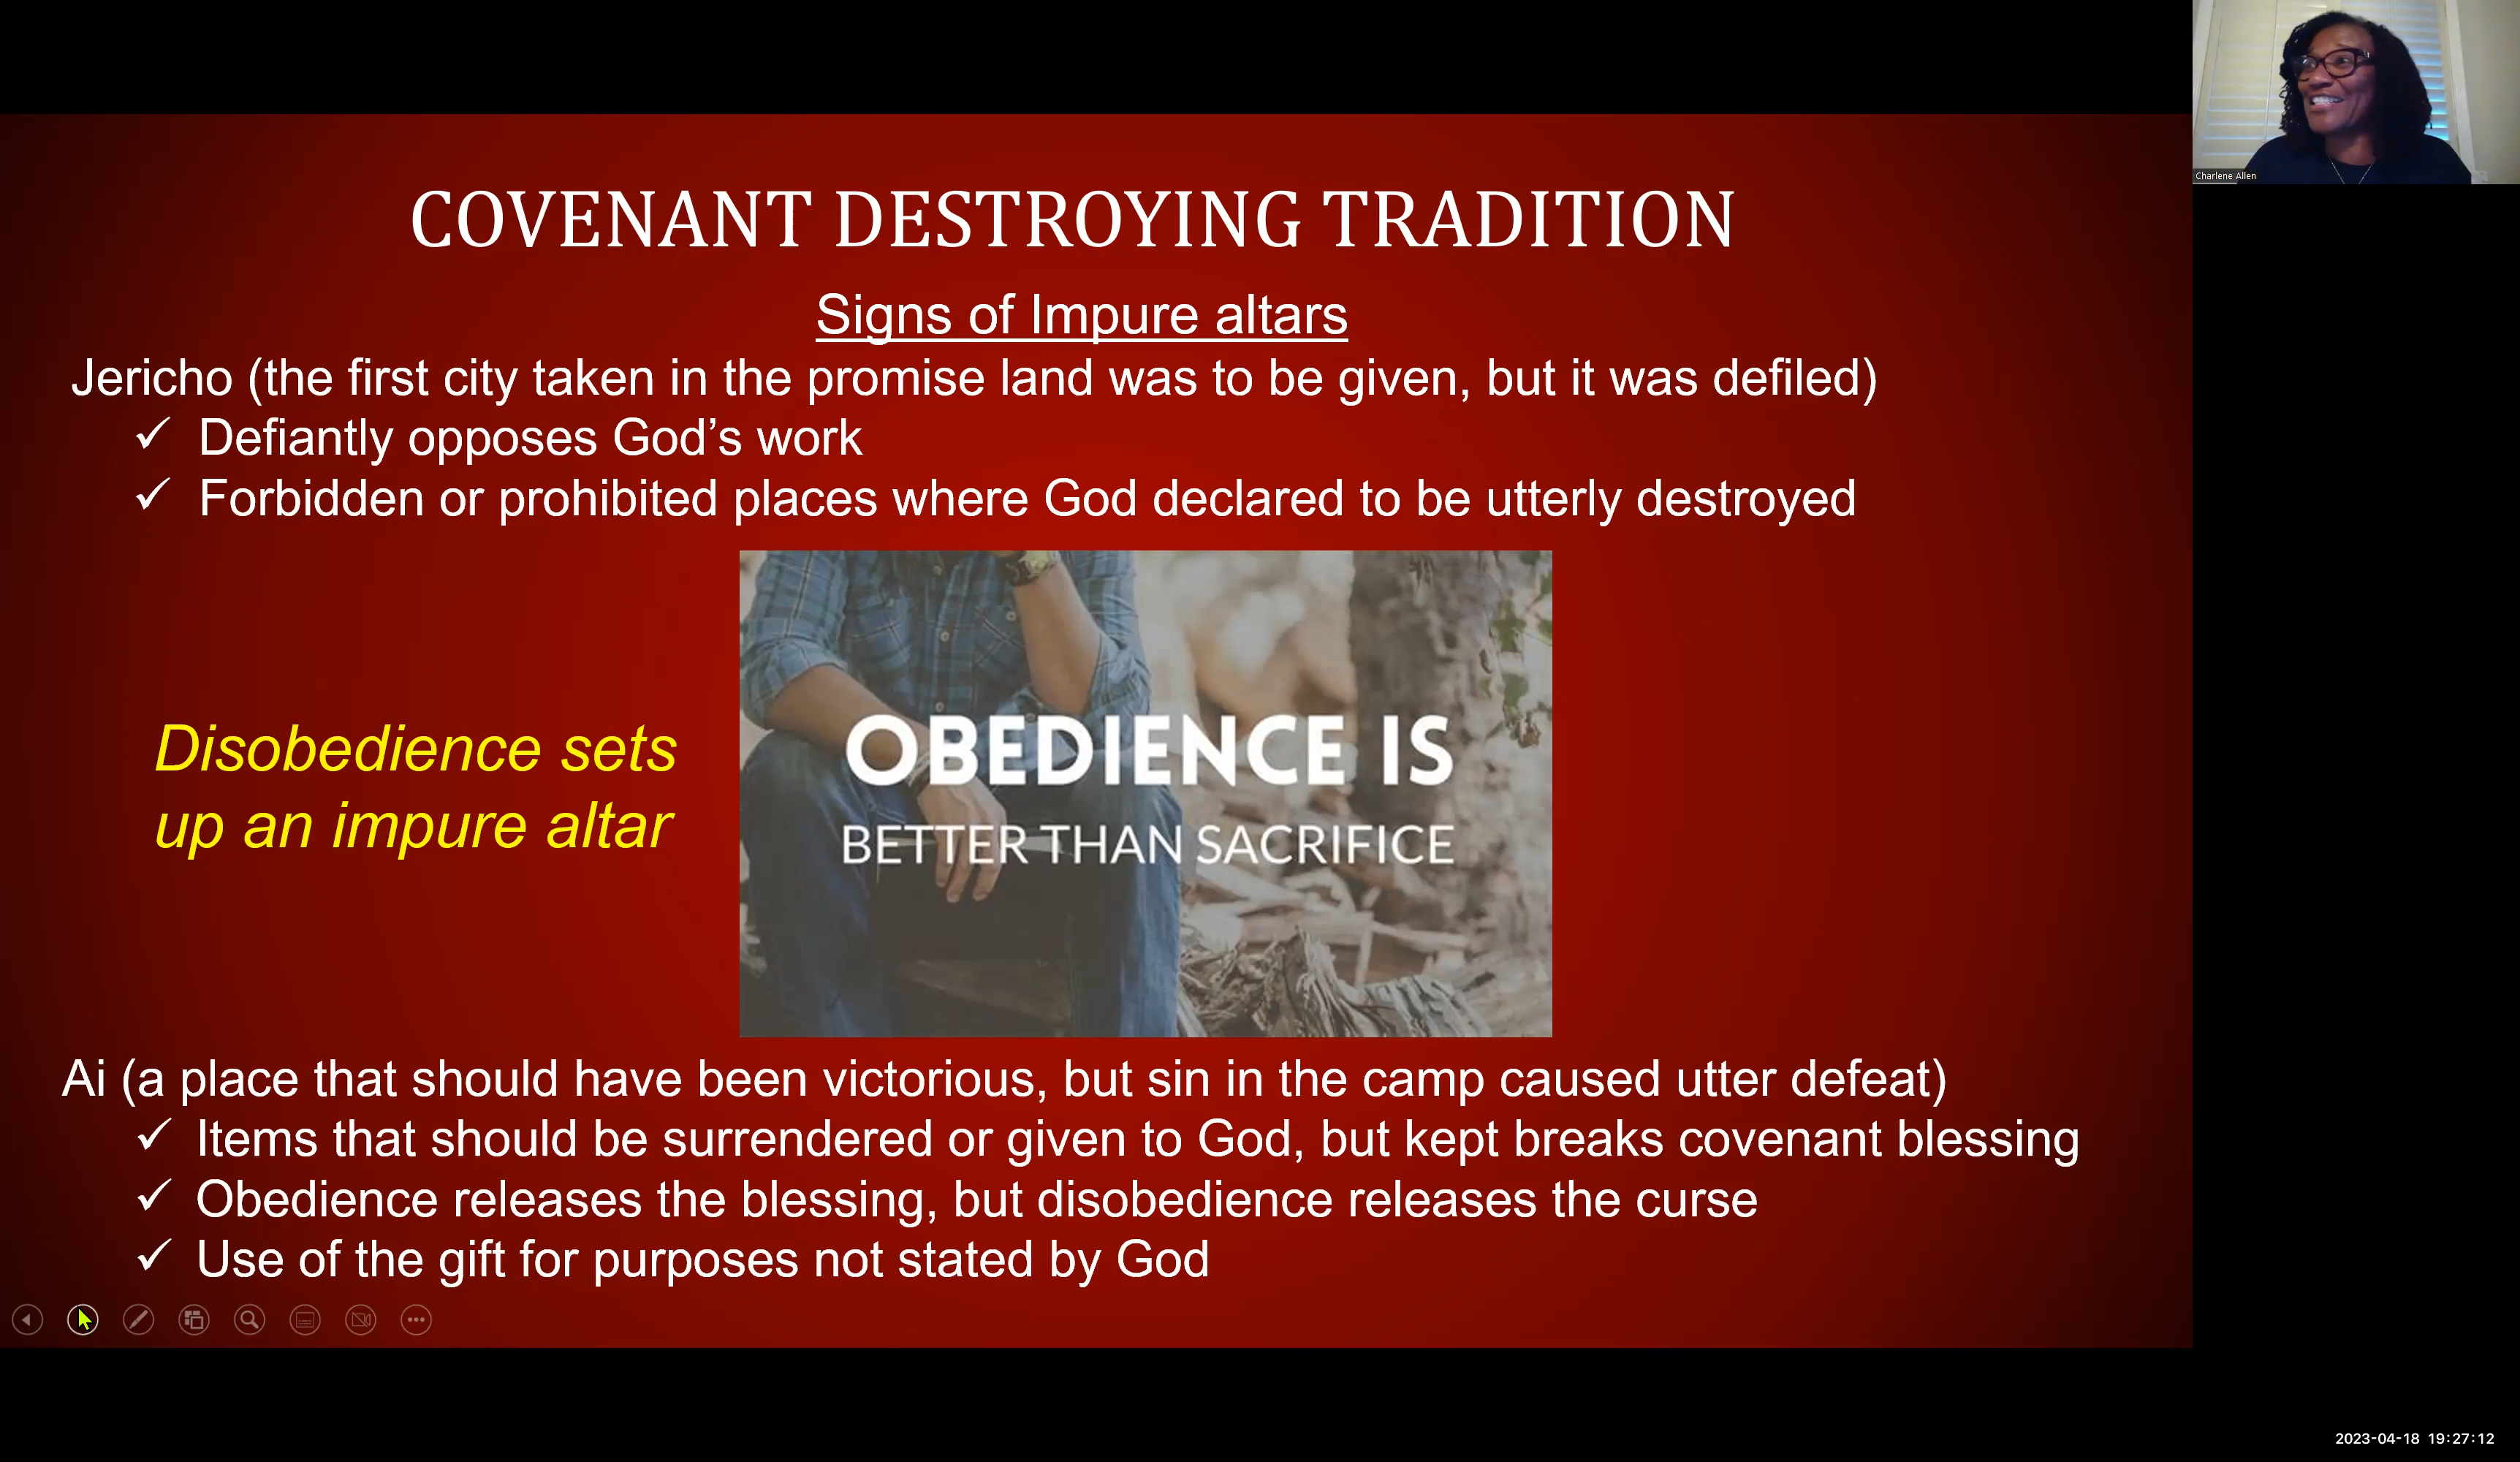 Charlene Allen
COVENANT DESTROYING TRADITION
Signs of Impure altars
Jericho (the first city taken in the promise land was to be given, but it was defiled)
✓ Defiantly opposes God's work
✓ Forbidden or prohibited places where God declared to be utterly destroyed
Disobedience sets
up an impure altar
OBEDIENCE IS
BETTER THAN SACRIFICE
Ai (a place that should have been victorious, but sin in the camp caused utter defeat)
✓ Items that should be surrendered or given to God, but kept breaks covenant blessing
✓ Obedience releases the blessing, but disobedience releases the curse
✓ Use of the gift for purposes not stated by God
2023-04-18 19:27:12